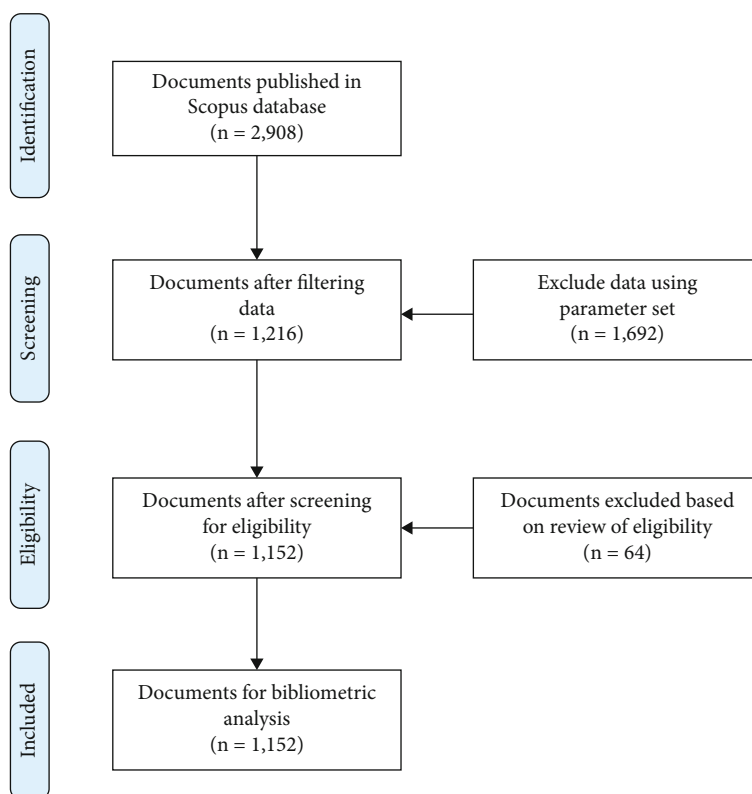 Identification
Documents published in
Scopus database
(n = 2,908)
Screening
Documents after filtering
data
(n = 1,216)
Exclude data using
parameter set
(n = 1,692)
Eligibility
Documents after screening
for eligibility
(n = 1,152)
Documents excluded based
on review of eligibility
(n = 64)
Included
Documents for bibliometric
analysis
(n = 1,152)